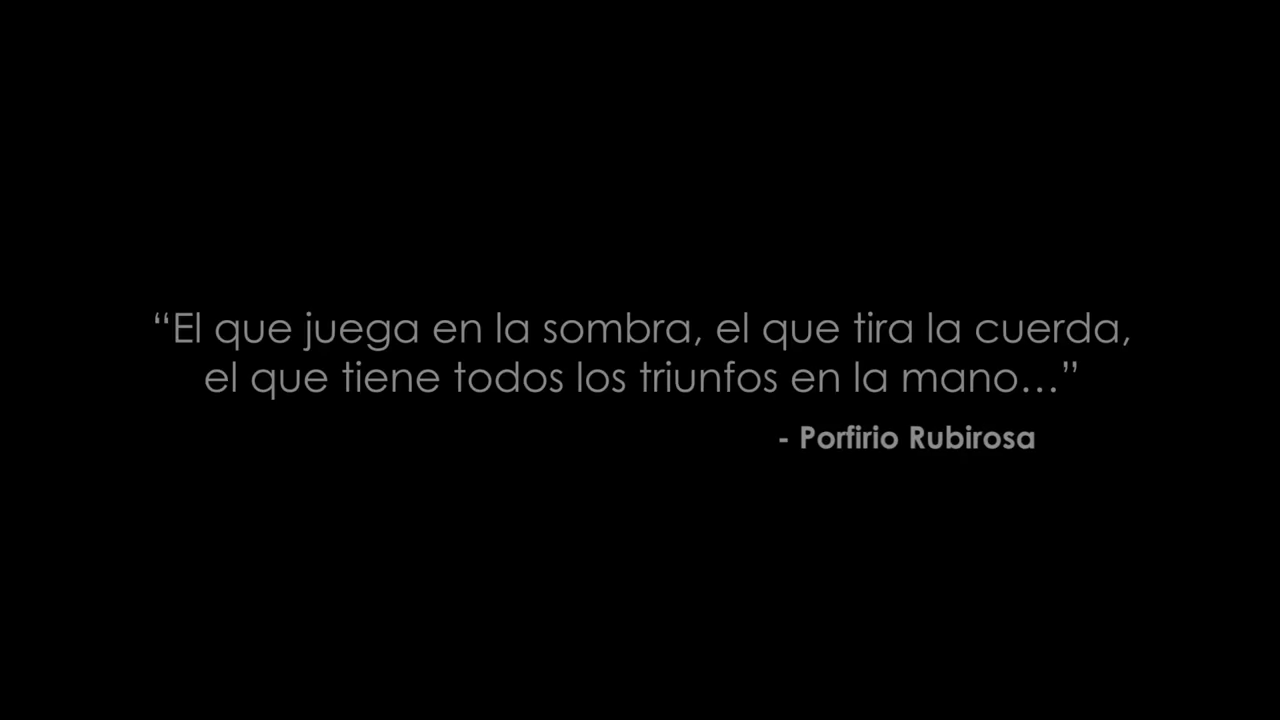 “El que juega en la sombra, el que tira la cuerda,
el que tiene todos los triunfos en la mano…”
- Porfirio Rubirosa